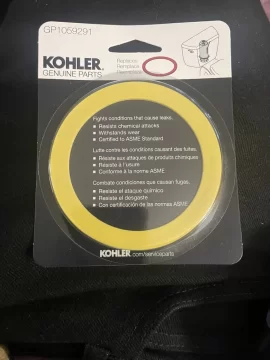 GP1059291
KOHLER®
GENUINE PARTS
Replaces
Remplace
Fights conditions that cause leaks.
• Resists chemical attacks
• Withstands wear
• Certified to ASME Standard
Lutte contre les conditions causant des fuites.
• Résiste aux attaques de produits chimiques
• Résiste à l'usure
• Conforme à la norme ASME
Combate condiciones que causan fugas.
• Resiste el ataque químico
• Resiste el desgaste
• Con certificación de las normas ASME
KOHLER.com/serviceparts